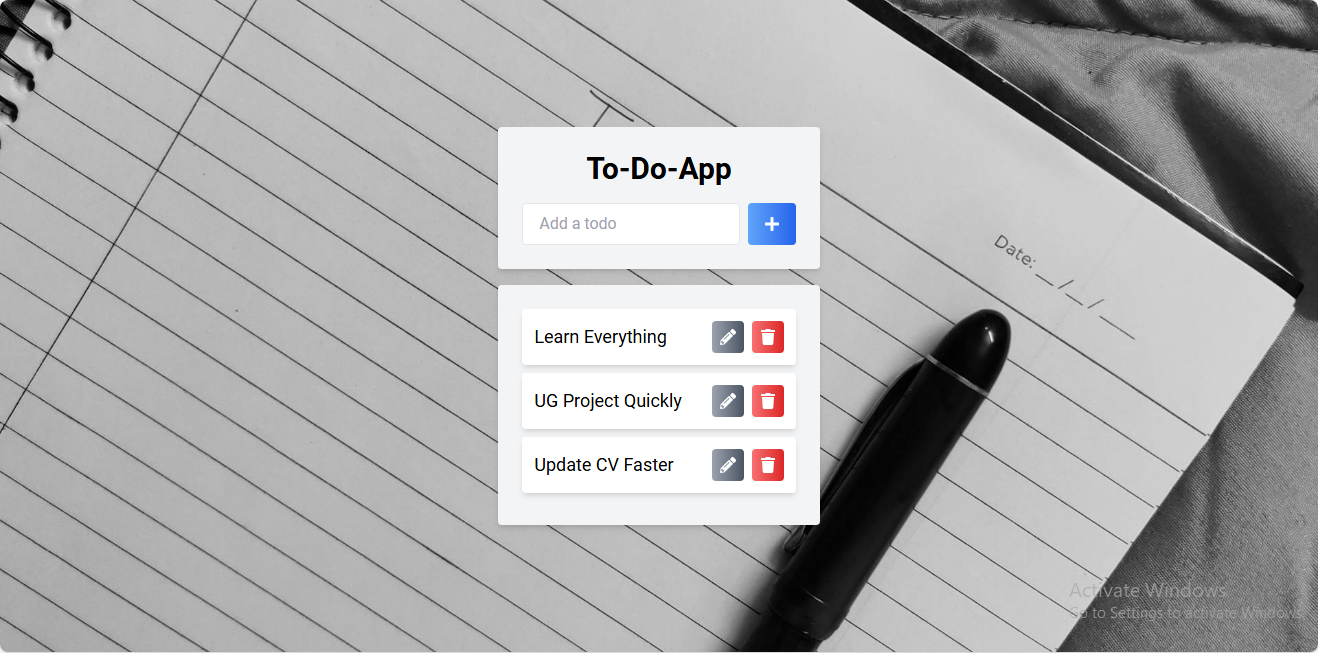 To-Do-App
Add a todo
Date: __/__/__
Learn Everything
UG Project Quickly
Update CV Faster
Activate Windows
Go to Settings to activate Windows.